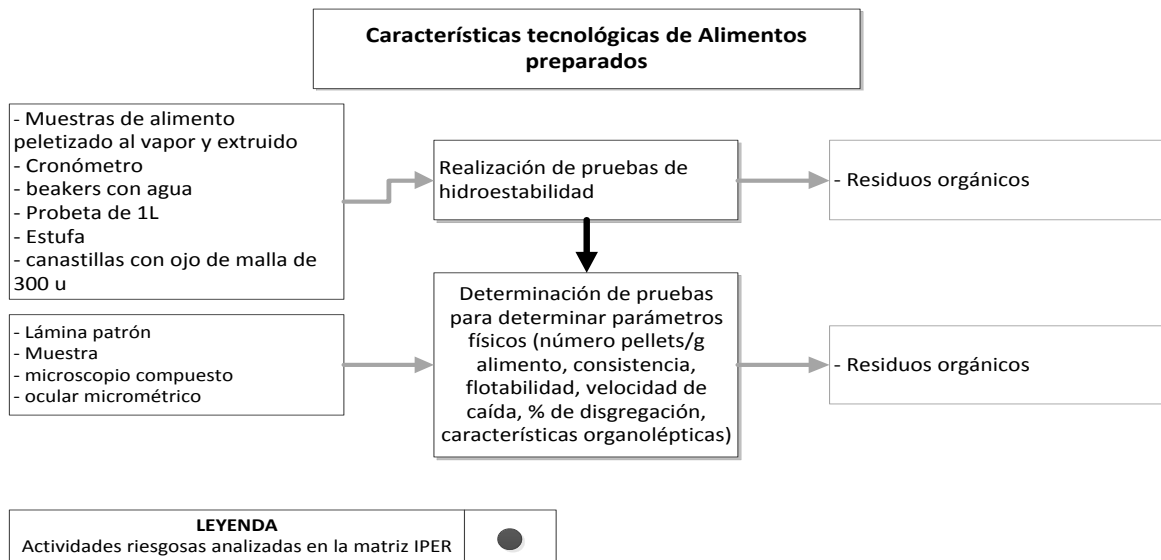 Características tecnológicas de Alimentos
preparados
- Muestras de alimento
peletizado al vapor y extruido
- Cronómetro
- beakers con agua
- Probeta de 1L
- Estufa
- canastillas con ojo de malla de
300 u
Realización de pruebas de
hidroestabilidad
- Residuos orgánicos
- Lámina patrón
- Muestra
- microscopio compuesto
- ocular micrométrico
Determinación de pruebas
para determinar parámetros
físicos (número pellets/g
alimento, consistencia,
flotabilidad, velocidad de
caída, % de disgregación,
características organolépticas)
- Residuos orgánicos
LEYENDA
Actividades riesgosas analizadas en la matriz IPER